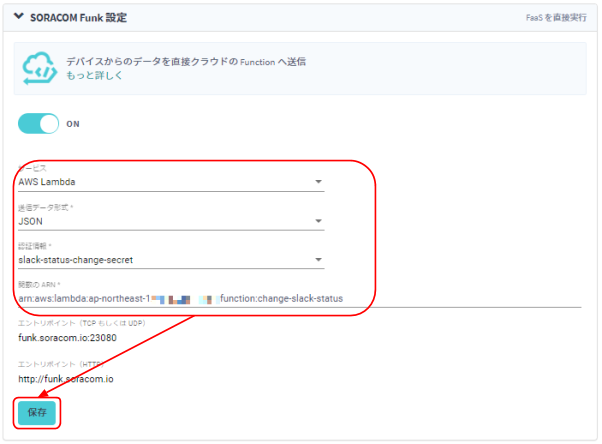 SORACOM Funk 設定
FaaS を直接実行
デバイスからのデータを直接クラウドの Function へ送信
もっと詳しく
ON
サービス
AWS Lambda
送信データ形式 *
JSON
認証情報 *
slack-status-change-secret
関数の ARN *
arn:aws:lambda:ap-northeast-1 function:change-slack-status
エントリポイント（TCP もしくは UDP）
funk.soracom.io:23080
エントリポイント（HTTP）
http://funk.soracom.io
保存